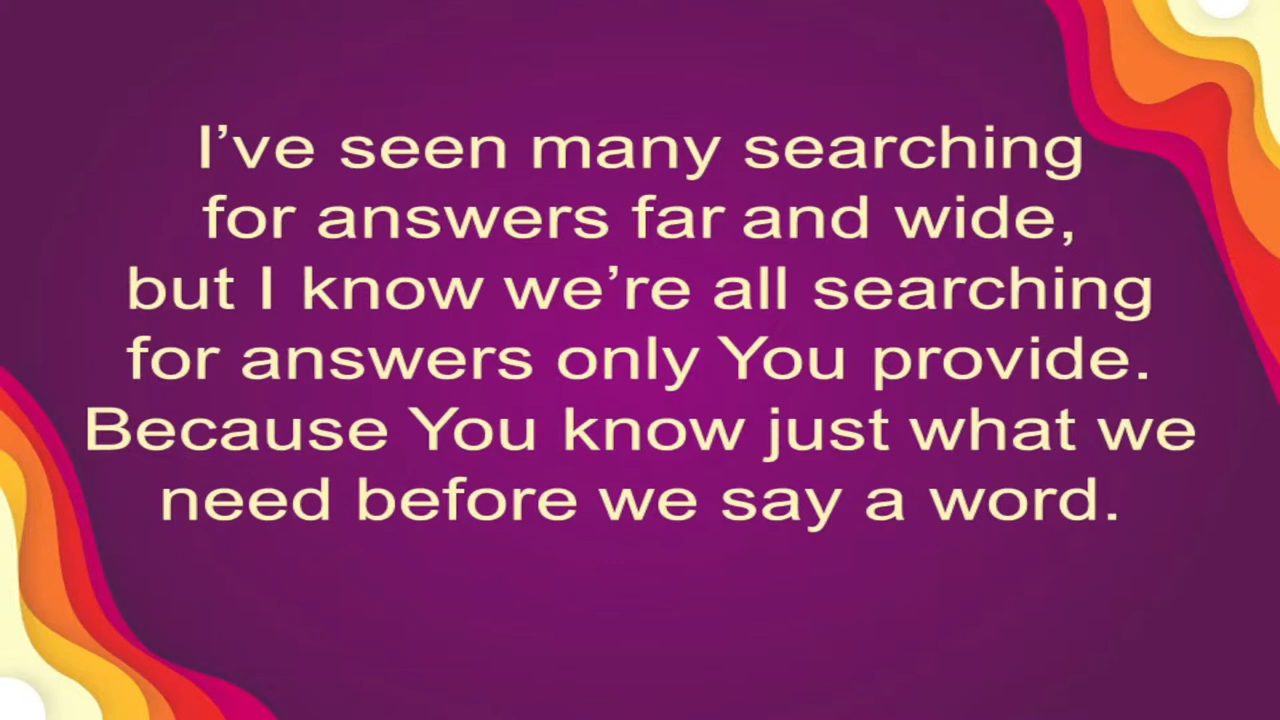 I’ve seen many searching
for answers far and wide,
but I know we’re all searching
for answers only You provide.
Because You know just what we
need before we say a word.